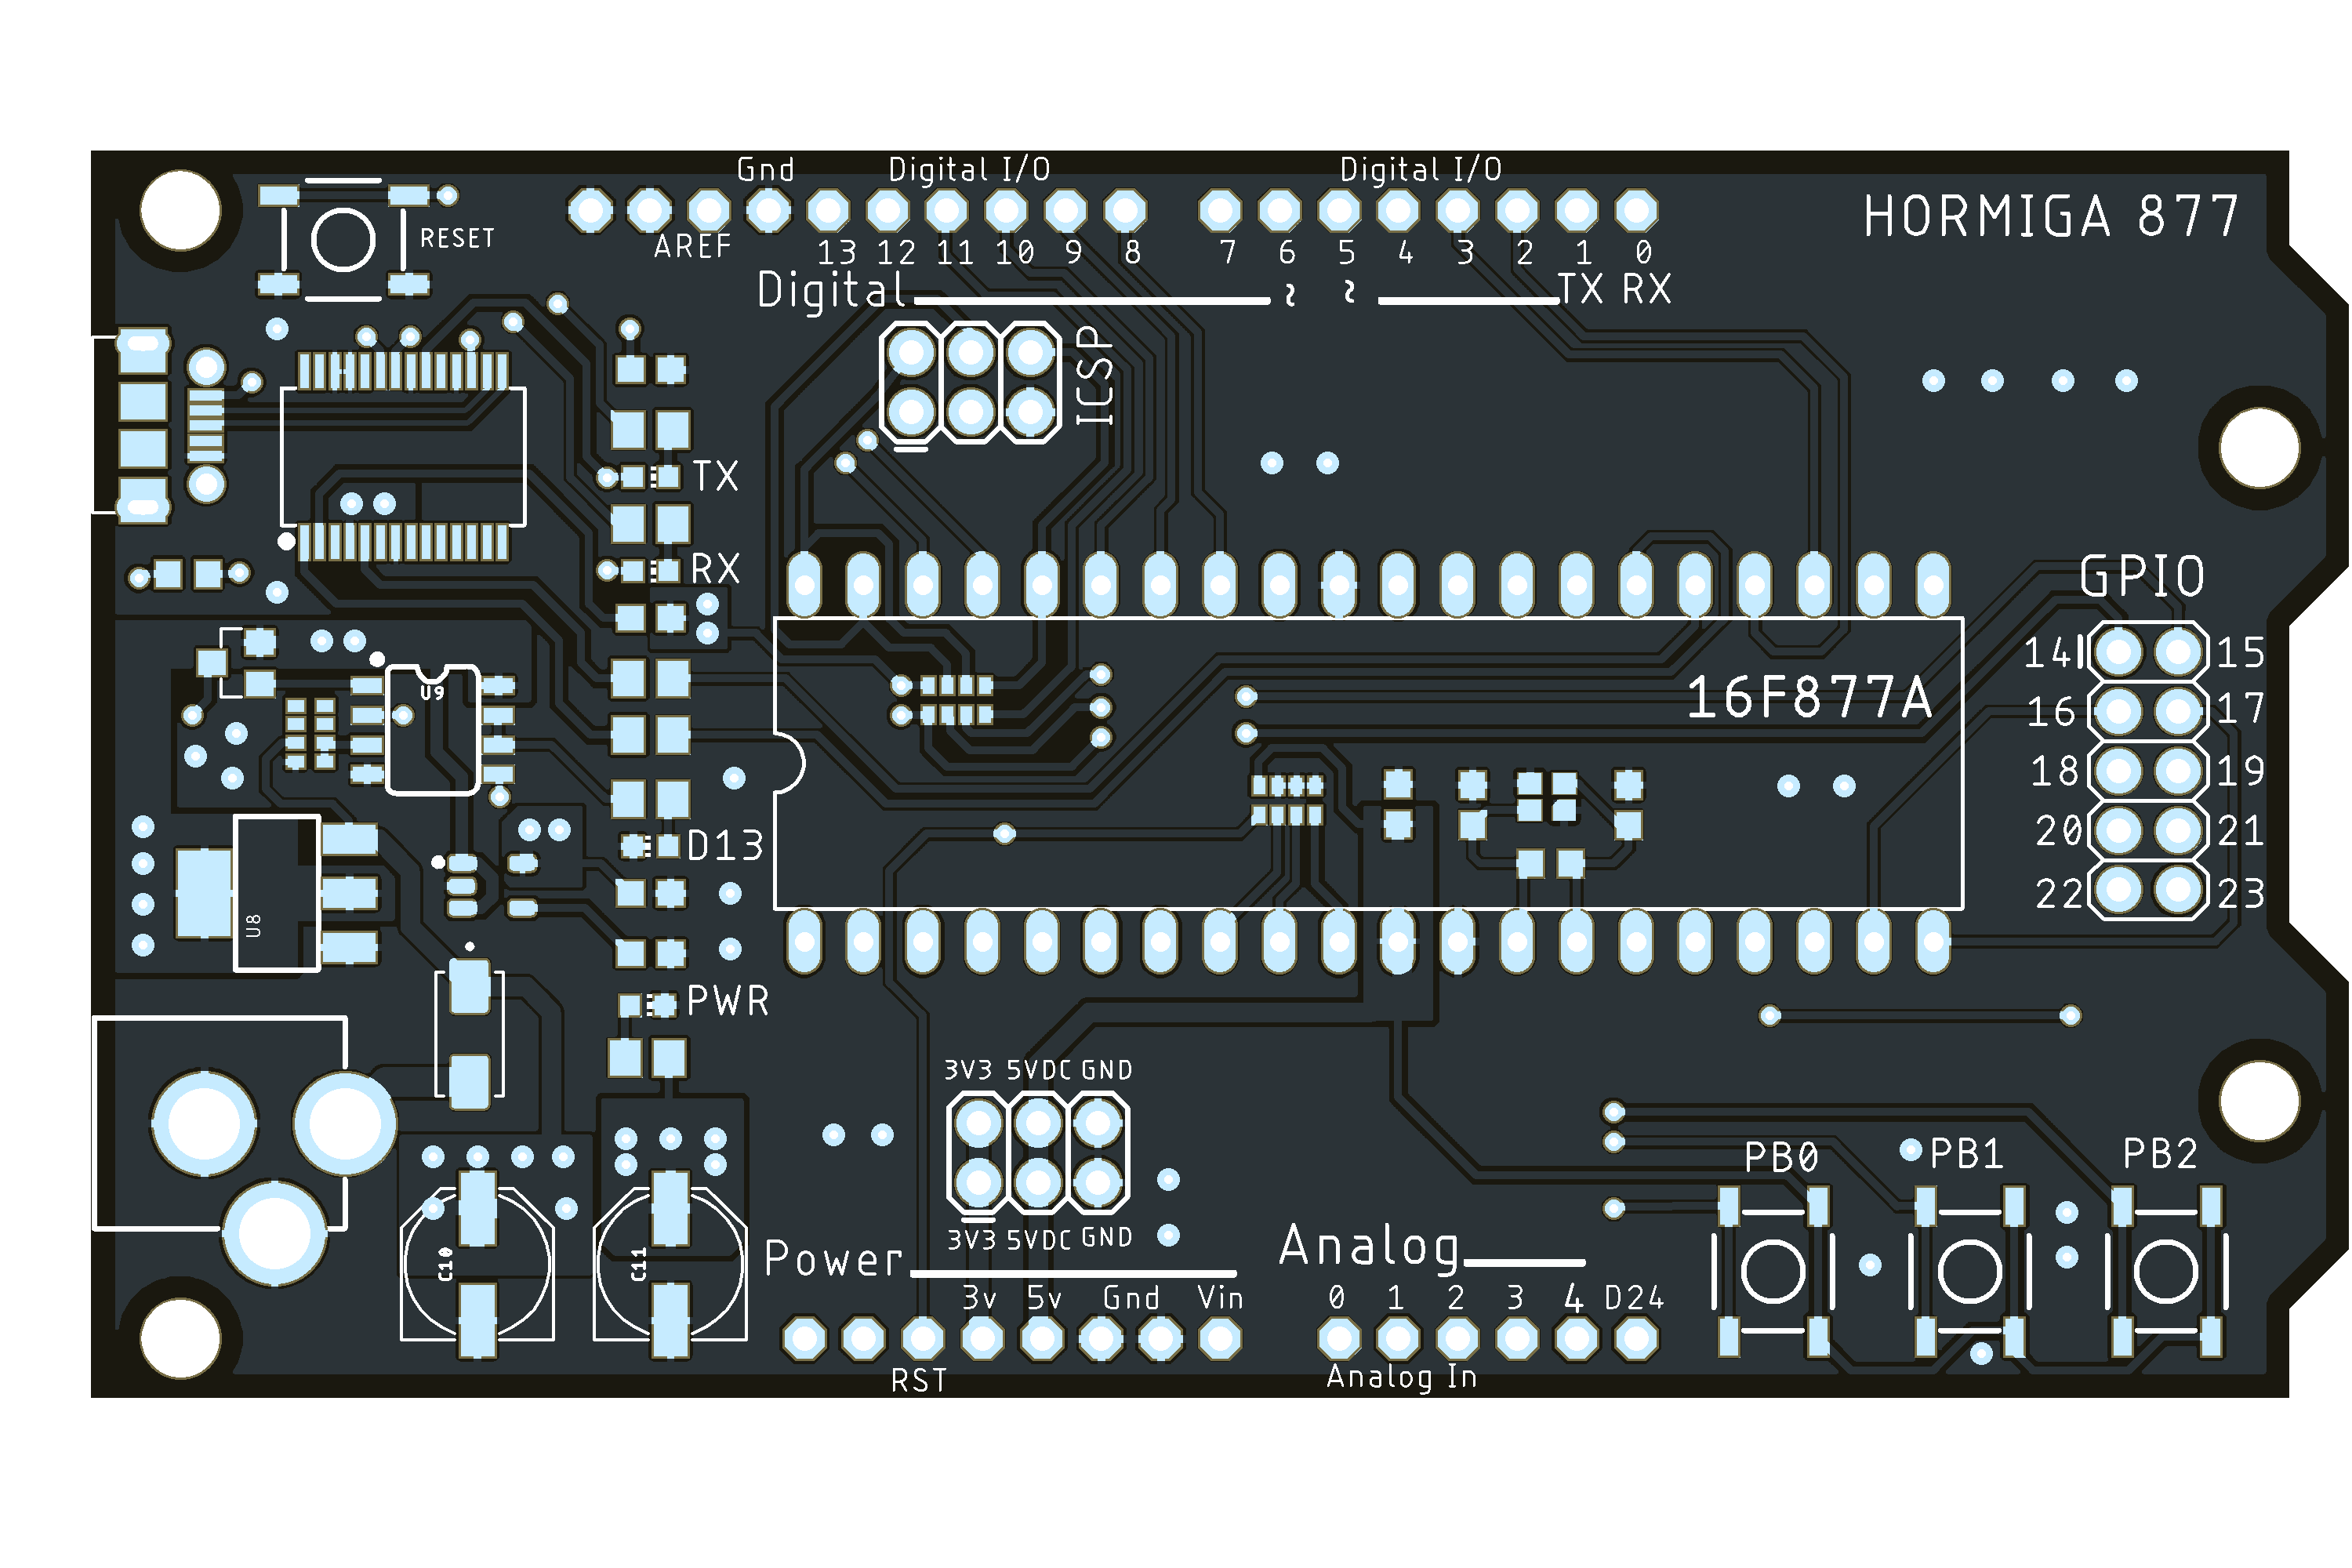 Gnd Digital I/O Digital I/O
HORMIGA 877
RESET
AREF 13 12 11 10 9 8 7 6 5 4 3 2 1 0
Digital ~ ~ TX RX
ICSP
TX
RX
GPIO
14 15
16 17
18 19
20 21
22 23
16F877A
U9
D13
U8
PWR
3V3 5VDC GND
PB0 PB1 PB2
3V3 5VDC GND
C10 C11
Power Analog
3v 5v Gnd Vin 0 1 2 3 4 D24
RST Analog In